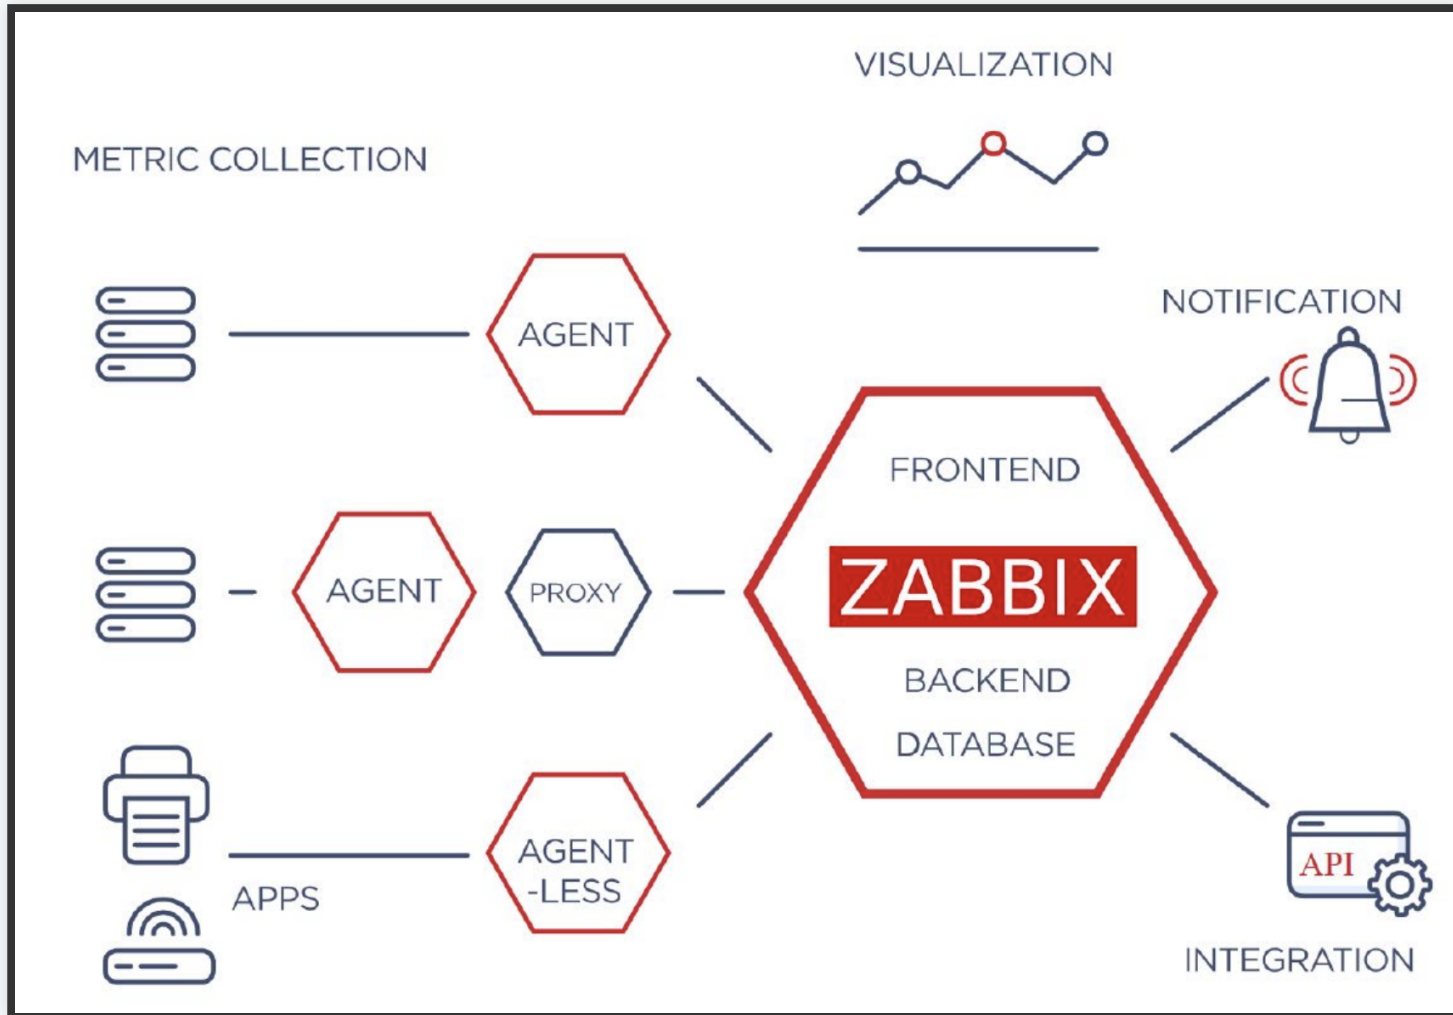 VISUALIZATION
METRIC COLLECTION
NOTIFICATION
AGENT
FRONTEND
ZABBIX
AGENT
PROXY
BACKEND
DATABASE
AGENT
-LESS
APPS
API
INTEGRATION